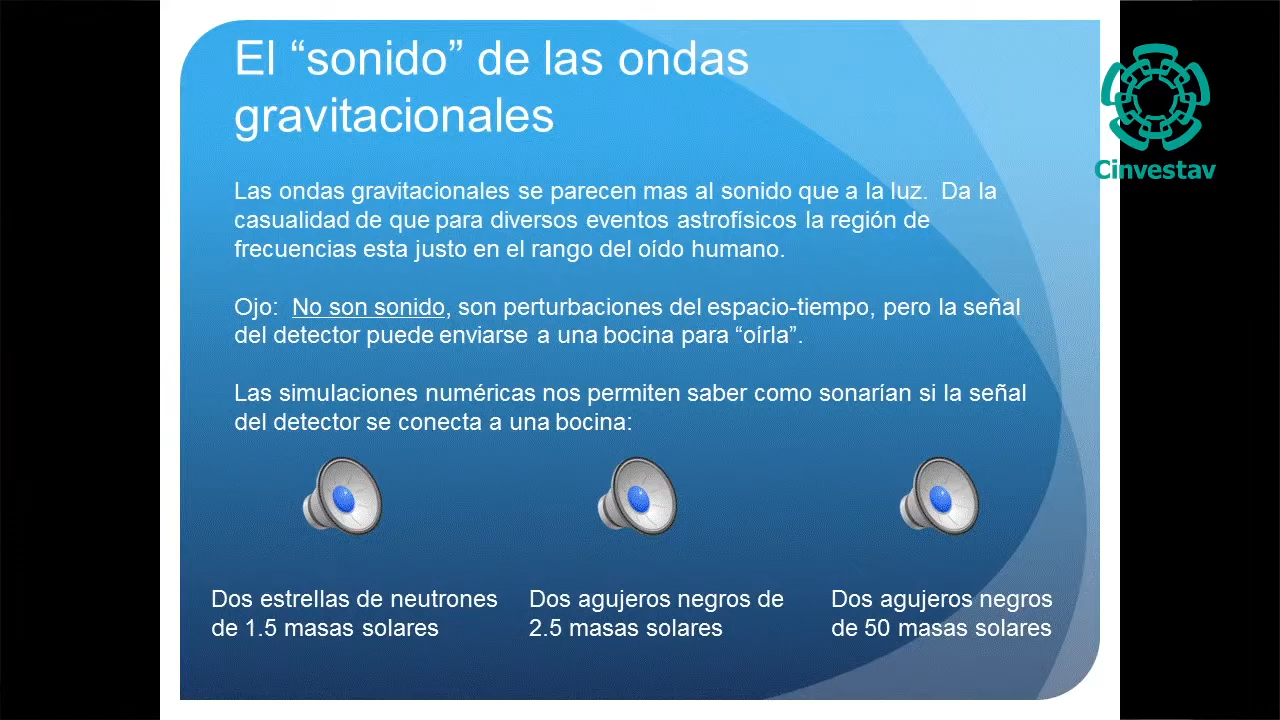 El “sonido” de las ondas
gravitacionales
Cinvestav
Las ondas gravitacionales se parecen mas al sonido que a la luz.  Da la
casualidad de que para diversos eventos astrofísicos la región de
frecuencias esta justo en el rango del oído humano.
Ojo:  No son sonido, son perturbaciones del espacio-tiempo, pero la señal
del detector puede enviarse a una bocina para “oírla”.
Las simulaciones numéricas nos permiten saber como sonarían si la señal
del detector se conecta a una bocina:
Dos estrellas de neutrones
de 1.5 masas solares
Dos agujeros negros de
2.5 masas solares
Dos agujeros negros
de 50 masas solares